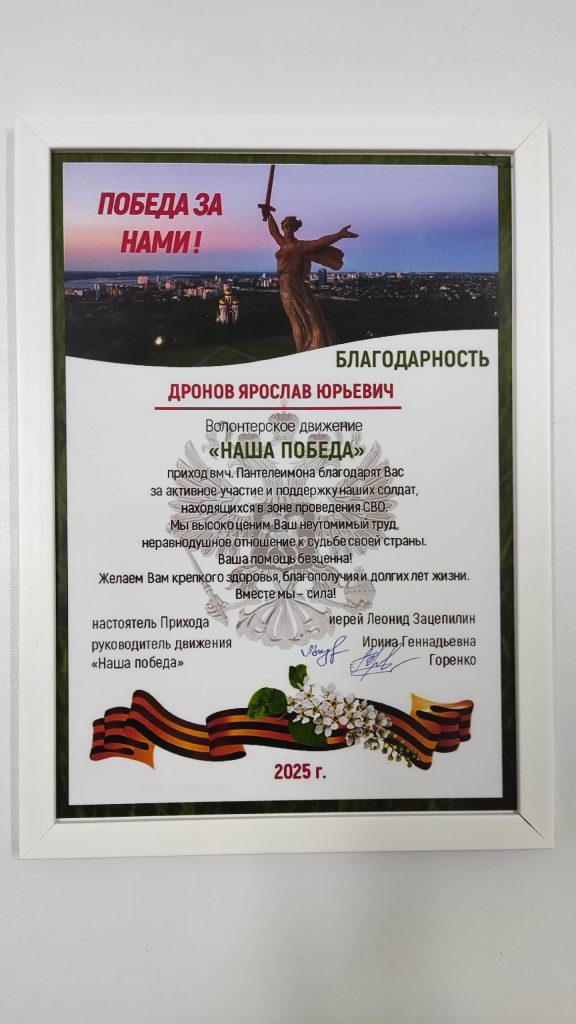 ПОБЕДА ЗА
НАМИ!
БЛАГОДАРНОСТЬ
ДРОНОВ ЯРОСЛАВ ЮРЬЕВИЧ
Волонтерское движение
«НАША ПОБЕДА»
приход вмч. Пантелеимона благодарят Вас
за активное участие и поддержку наших солдат,
находящихся в зоне проведения СВО.
Мы высоко ценим Ваш неутомимый труд,
неравнодушное отношение к судьбе своей страны.
Ваша помощь бесценна!
Желаем Вам крепкого здоровья, благополучия и долгих лет жизни.
Вместе мы – сила!
настоятель Прихода иерей Леонид Зацепилин
руководитель движения Ирина Геннадьевна
«Наша победа» Горенко
2025 г.